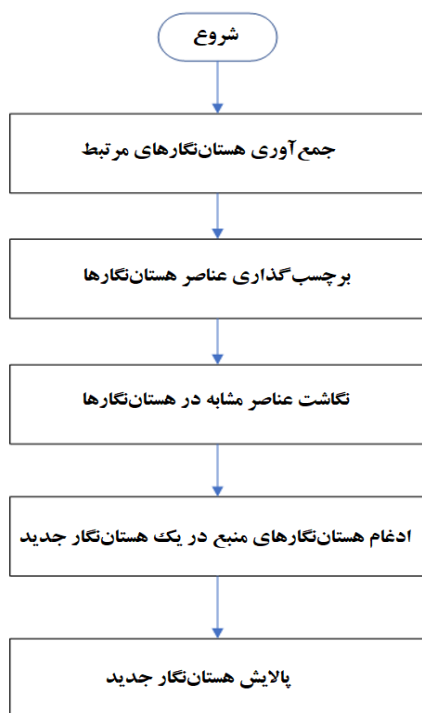 شروع
جمع‌آوری هستان‌نگارهای مرتبط
برچسب‌گذاری عناصر هستان‌نگارها
نگاشت عناصر مشابه در هستان‌نگارها
ادغام هستان‌نگارهای منبع در یک هستان‌نگار جدید
پالایش هستان‌نگار جدید